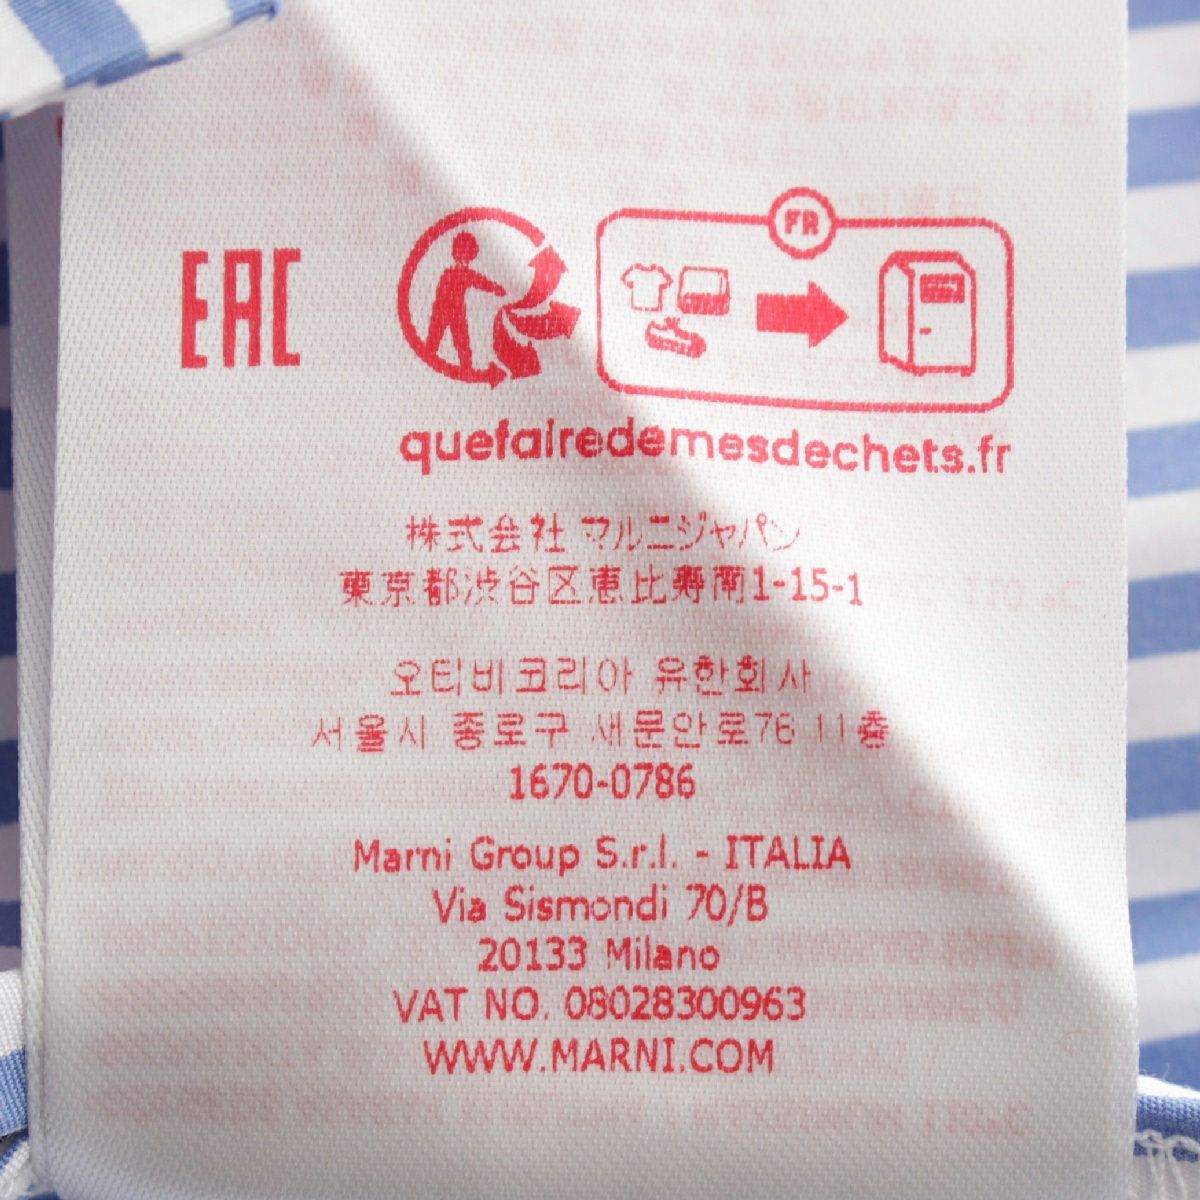 EAC
FR
quefairedemesdechets.fr
株式会社 マルニジャパン
東京都渋谷区恵比寿南1-15-1
오티비코리아 유한회사
서울시 종로구 새문안로76 11층
1670-0786
Marni Group S.r.l. - ITALIA
Via Sismondi 70/B
20133 Milano
VAT NO. 08028300963
WWW.MARNI.COM